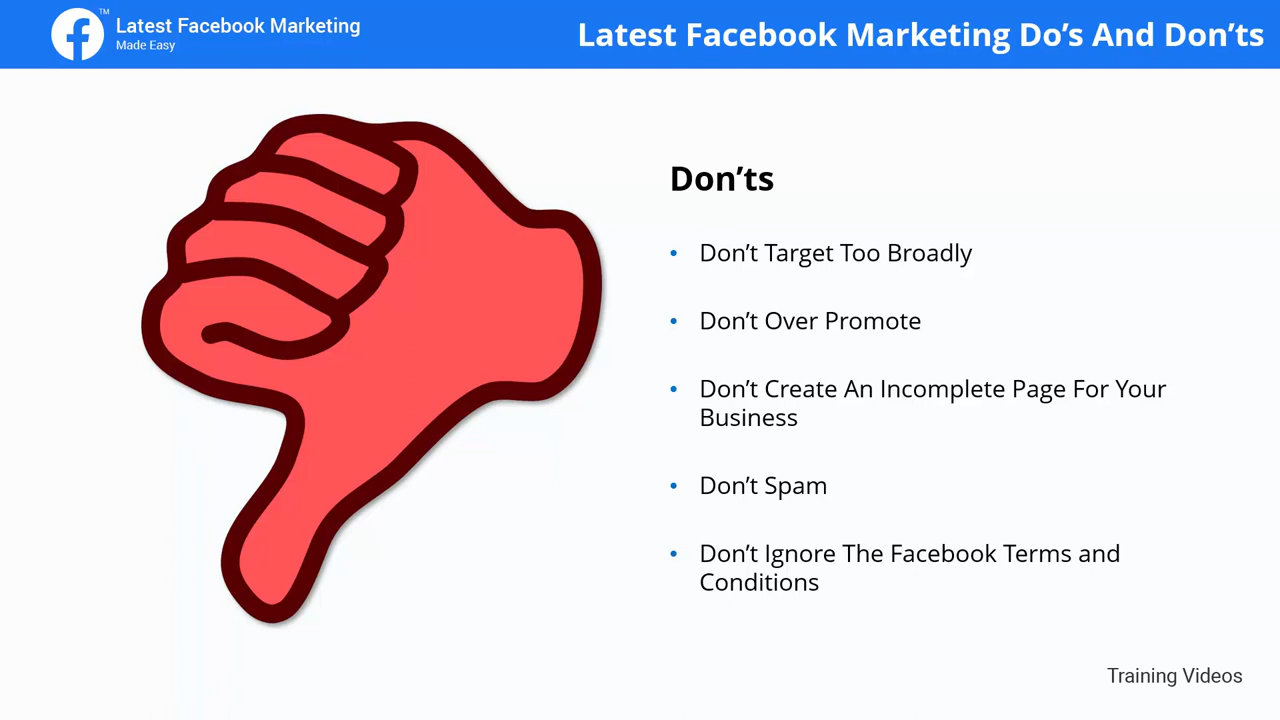 TM
Latest Facebook Marketing
Made Easy
Latest Facebook Marketing Do’s And Don’ts
Don’ts
• Don’t Target Too Broadly
• Don’t Over Promote
• Don’t Create An Incomplete Page For Your
Business
• Don’t Spam
• Don’t Ignore The Facebook Terms and
Conditions
Training Videos